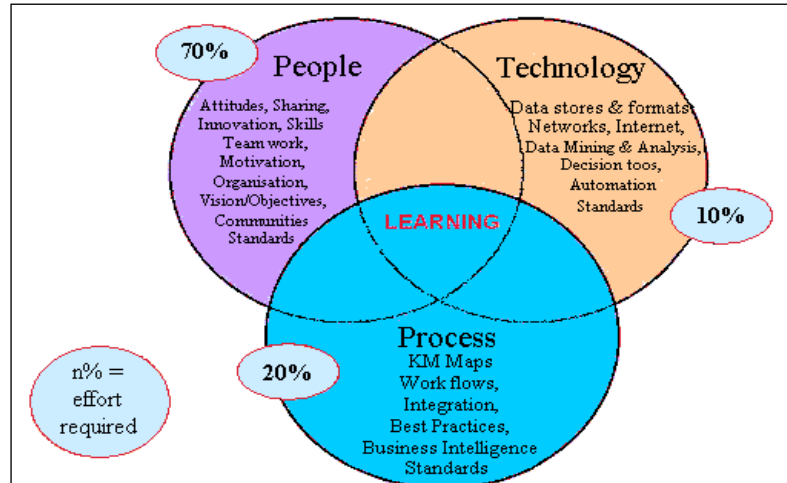 70%
People
Attitudes, Sharing,
Innovation, Skills
Team work,
Motivation,
Organisation,
Vision/Objectives,
Communities
Standards
Technology
Data stores & formats
Networks, Internet,
Data Mining & Analysis,
Decision toos,
Automation
Standards
10%
LEARNING
Process
KM Maps
Work flows,
Integration,
Best Practices,
Business Intelligence
Standards
20%
n% =
effort
required